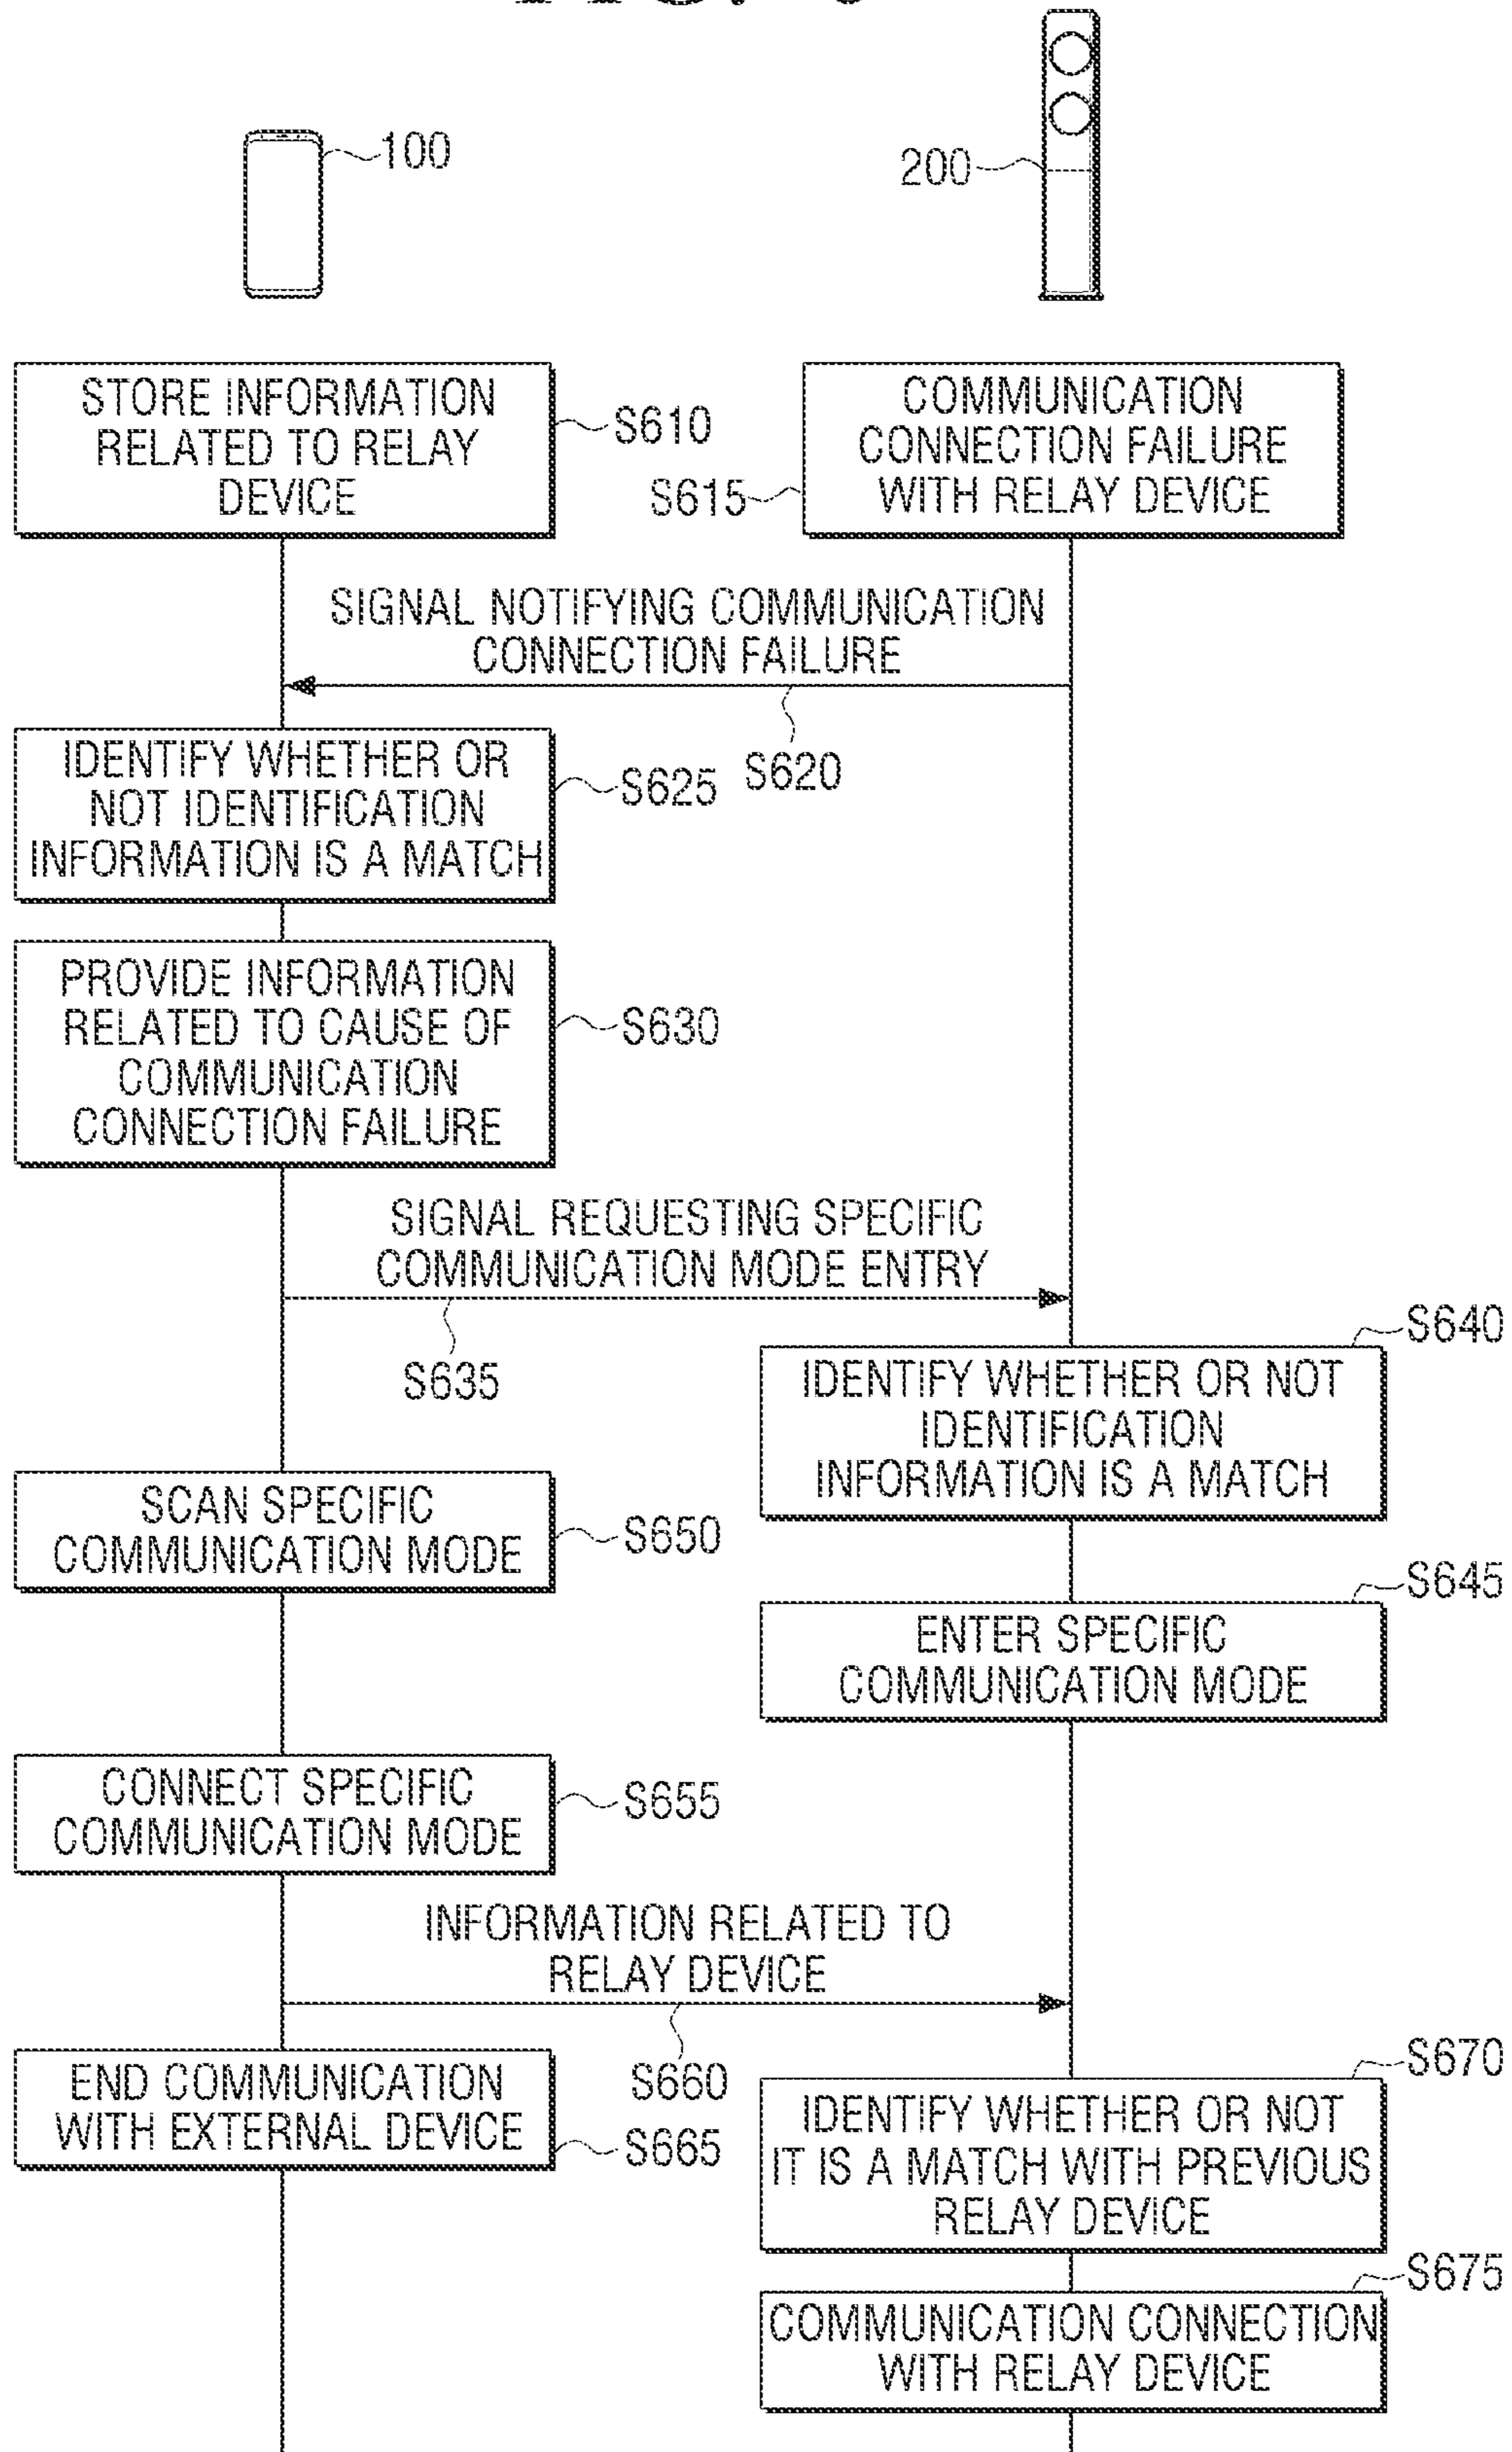 100
200
STORE INFORMATION
RELATED TO RELAY
DEVICE
S610
COMMUNICATION
CONNECTION FAILURE
WITH RELAY DEVICE
S615
SIGNAL NOTIFYING COMMUNICATION
CONNECTION FAILURE
S620
IDENTIFY WHETHER OR
NOT IDENTIFICATION
INFORMATION IS A MATCH
S625
PROVIDE INFORMATION
RELATED TO CAUSE OF
COMMUNICATION
CONNECTION FAILURE
S630
SIGNAL REQUESTING SPECIFIC
COMMUNICATION MODE ENTRY
S635
S640
IDENTIFY WHETHER OR NOT
IDENTIFICATION
INFORMATION IS A MATCH
SCAN SPECIFIC
COMMUNICATION MODE
S650
S645
ENTER SPECIFIC
COMMUNICATION MODE
CONNECT SPECIFIC
COMMUNICATION MODE
S655
INFORMATION RELATED TO
RELAY DEVICE
S660
END COMMUNICATION
WITH EXTERNAL DEVICE
S665
S670
IDENTIFY WHETHER OR NOT
IT IS A MATCH WITH PREVIOUS
RELAY DEVICE
S675
COMMUNICATION CONNECTION
WITH RELAY DEVICE